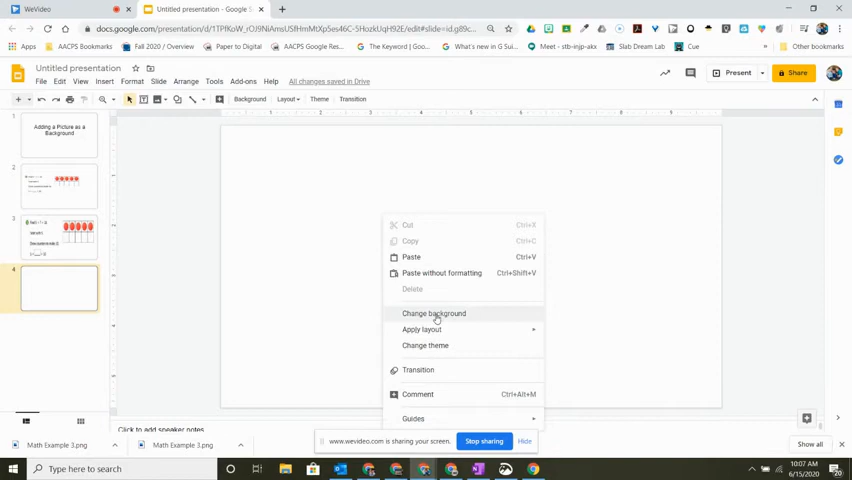 WeVideo
Untitled presentation - Google S
docs.google.com/presentation/d/1TPfKgY_rOJ9NiAmdsUSfHmMtXp5es46C-5HozkUqH92E/edit#slide=id.g89c...
AACPS Bookmarks
Fall 2020 / Overview
Paper to Digital
AACPS Google Res...
The Keyword | Goo...
What's new in G Sui...
Meet - stb-injp-akx
Slab Dream Lab
Cue
Other bookmarks
Untitled presentation
File Edit View Insert Format Slide Arrange Tools Add-ons Help All changes saved in Drive
Present
Share
Background Layout Theme Transition
1
Adding a Picture as a
Background
2
3
4
Cut Ctrl+X
Copy Ctrl+C
Paste Ctrl+V
Paste without formatting Ctrl+Shift+V
Delete
Change background
Apply layout
Change theme
Transition
Comment Ctrl+Alt+M
Guides
Click to add speaker notes
www.wevideo.com is sharing your screen.
Stop sharing
Hide
Math Example 3.png
Math Example 3.png
Show all
Type here to search
10:07 AM
6/15/2020
20